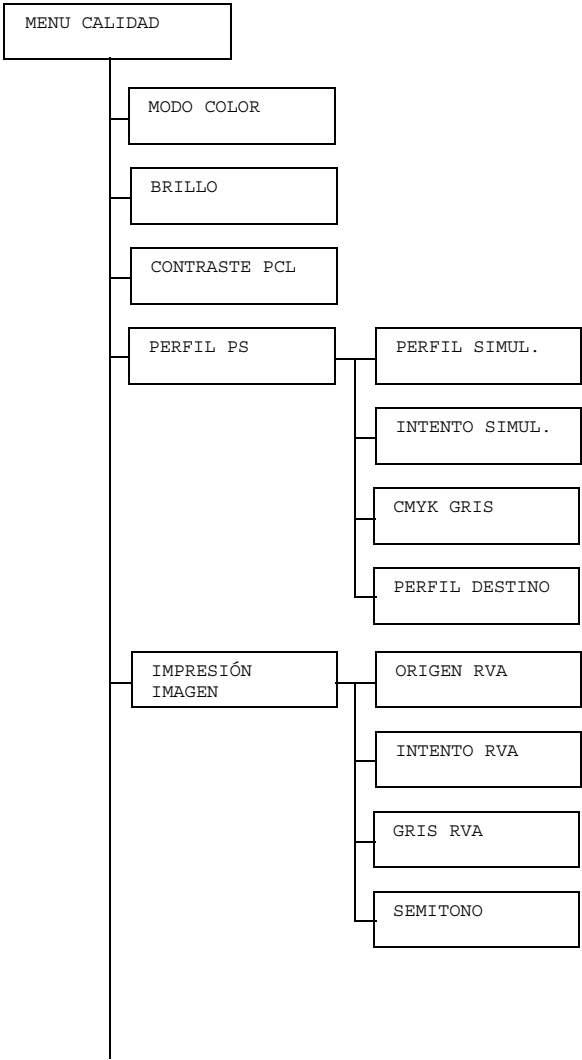 MENU CALIDAD
MODO COLOR
BRILLO
CONTRASTE PCL
PERFIL PS
PERFIL SIMUL.
INTENTO SIMUL.
CMYK GRIS
PERFIL DESTINO
IMPRESIÓN
IMAGEN
ORIGEN RVA
INTENTO RVA
GRIS RVA
SEMITONO